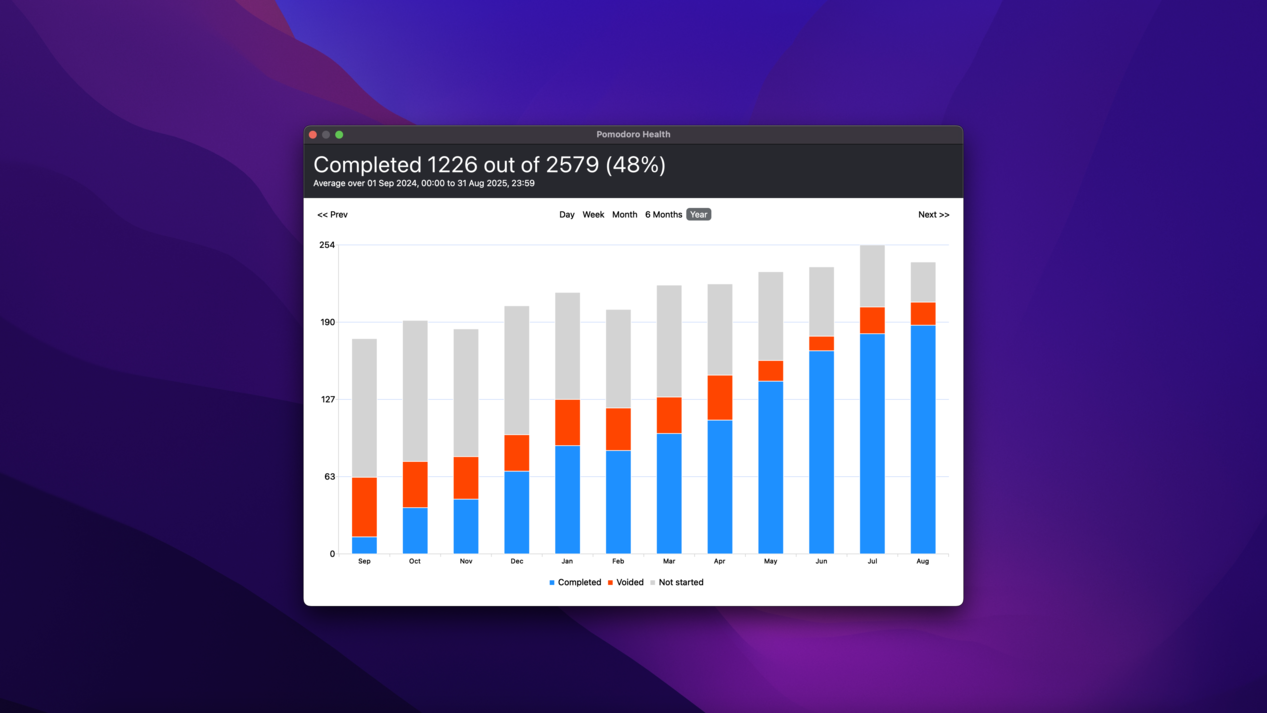 Pomodoro Health
Completed 1226 out of 2579 (48%)
Average over 01 Sep 2024, 00:00 to 31 Aug 2025, 23:59
<< Prev Day Week Month 6 Months Year Next >>
254
190
127
63
0
Sep Oct Nov Dec Jan Feb Mar Apr May Jun Jul Aug
Completed Voided Not started